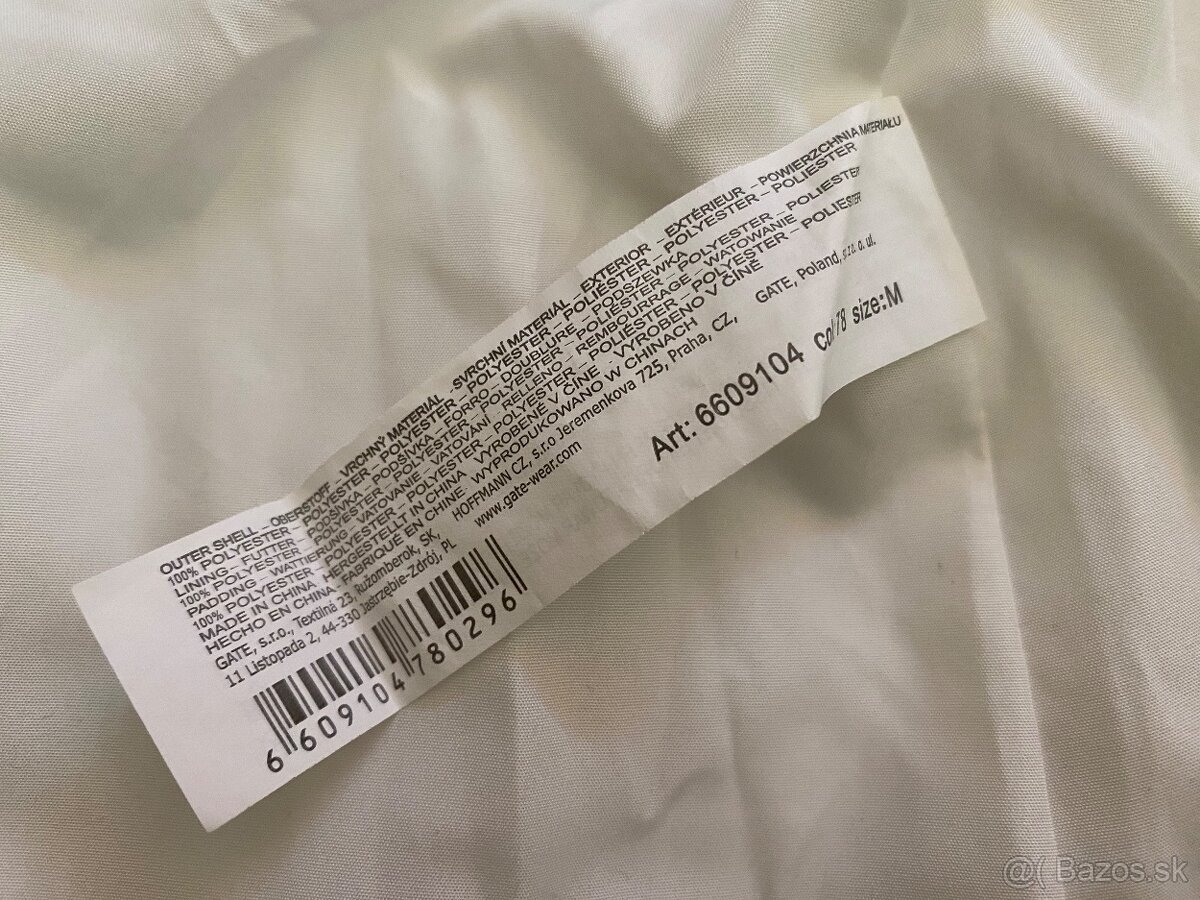 OUTER SHELL – OBERSTOFF – VRCHNÝ MATERIÁL – SVRCHNÍ MATERIÁL – EXTERIOR – EXTÉRIEUR – POWIERZCHNIA MATERIAŁU
100% POLYESTER – POLYESTER – POLYESTER – POLYESTER – POLIÉSTER – POLYESTER – POLIESTER
LINING – FUTTER – PODŠÍVKA – PODŠÍVKA – FORRO – DOUBLURE – PODSZEWKA
100% POLYESTER – POLYESTER – POLYESTER – POLYESTER – POLIÉSTER – POLYESTER – POLIESTER
PADDING – WATTIERUNG – VATOVANIE – VATOVÁNÍ – RELLENO – REMBOURRAGE – WATOWANIE
100% POLYESTER – POLYESTER – POLYESTER – POLYESTER – POLIÉSTER – POLYESTER – POLIESTER
MADE IN CHINA HERGESTELLT IN CHINA VYROBENÉ V ČÍNE - VYROBENO V ČÍNĚ
HECHO EN CHINA – FABRIQUÉ EN CHINE WYPRODUKOWANO W CHINACH
GATE, s.r.o., Textilná 23, Ružomberok, SK, HOFFMANN CZ, s.r.o Jeremenkova 725, Praha, CZ, GATE, Poland, sp.z.o. o. ul.
11 Listopada 2, 44-330 Jastrzębie-Zdrój, PL www.gate-wear.com
Art: 6609104 size:M
6 609104 780296
@( Bazos.sk